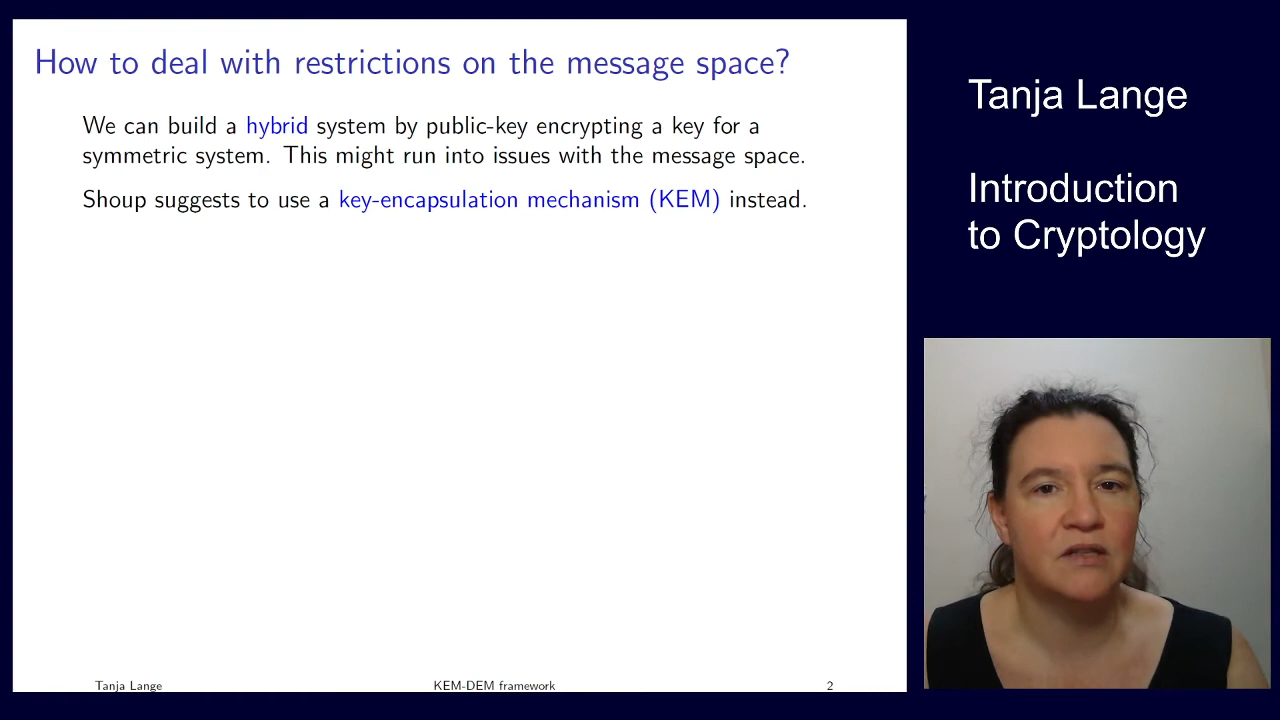 How to deal with restrictions on the message space?
We can build a hybrid system by public-key encrypting a key for a
symmetric system. This might run into issues with the message space.
Shoup suggests to use a key-encapsulation mechanism (KEM) instead.
Tanja Lange
KEM-DEM framework
2
Tanja Lange
Introduction
to Cryptology